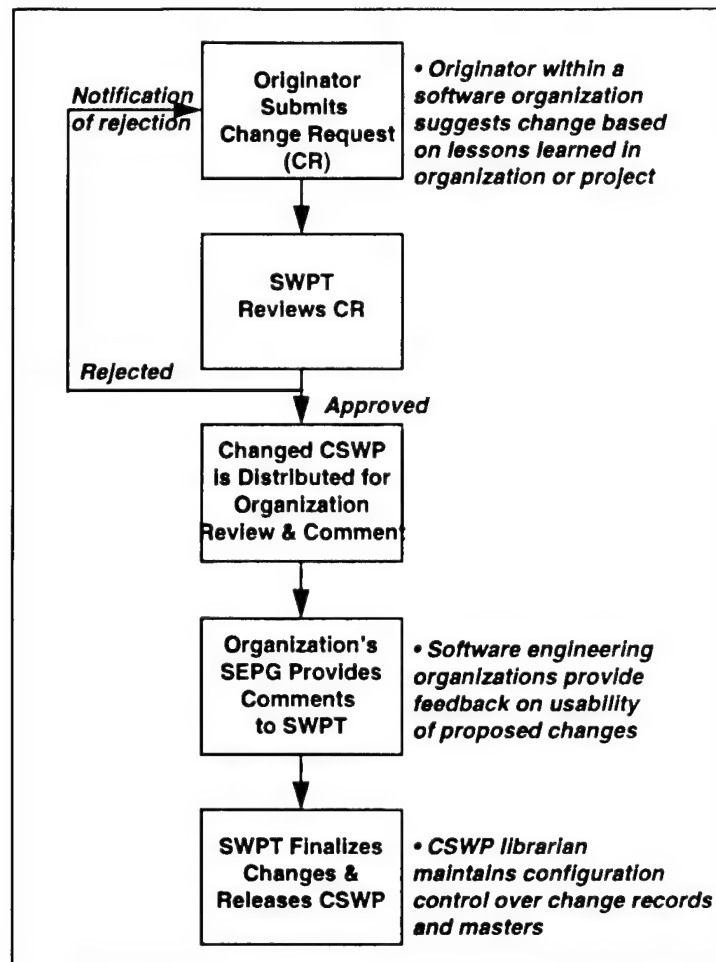 Notification
of rejection
Originator
Submits
Change Request
(CR)
• Originator within a
software organization
suggests change based
on lessons learned in
organization or project
SWPT
Reviews CR
Rejected
Approved
Changed CSWP
is Distributed for
Organization
Review & Comment
Organization's
SEPG Provides
Comments
to SWPT
• Software engineering
organizations provide
feedback on usability
of proposed changes
SWPT Finalizes
Changes &
Releases CSWP
• CSWP librarian
maintains configuration
control over change records
and masters